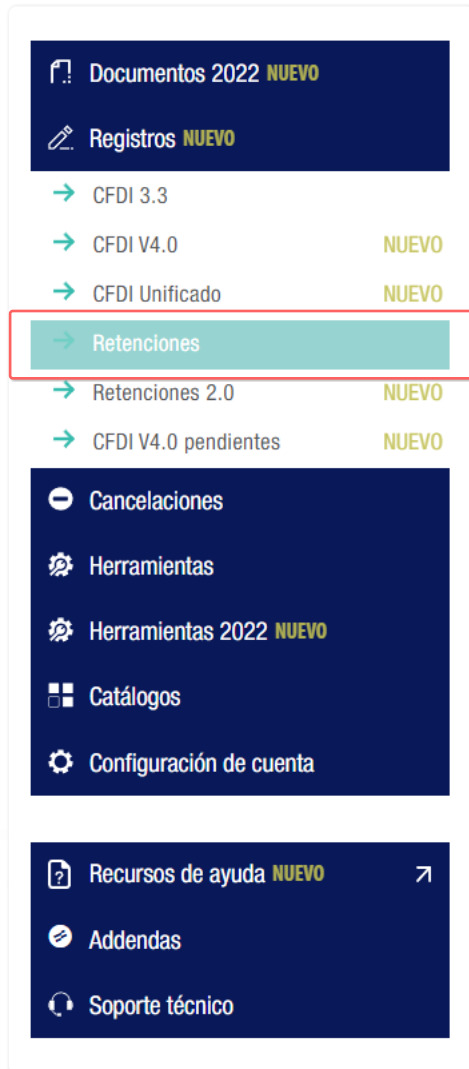 Documentos 2022 NUEVO
Registros NUEVO
CFDI 3.3
CFDI V4.0 NUEVO
CFDI Unificado NUEVO
Retenciones
Retenciones 2.0 NUEVO
CFDI V4.0 pendientes NUEVO
Cancelaciones
Herramientas
Herramientas 2022 NUEVO
Catálogos
Configuración de cuenta
Recursos de ayuda NUEVO
Addendas
Soporte técnico